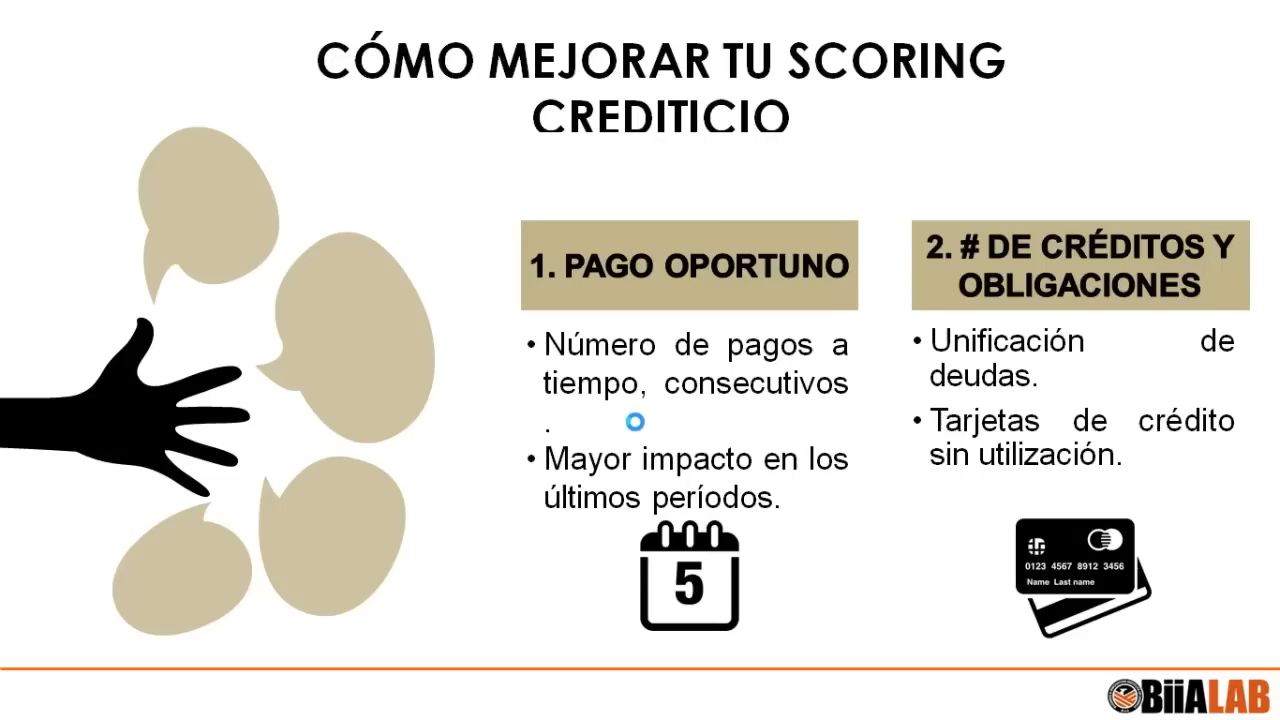 CÓMO MEJORAR TU SCORING
CREDITICIO
1. PAGO OPORTUNO
• Número de pagos a
tiempo, consecutivos
.
• Mayor impacto en los
últimos períodos.
5
2. # DE CRÉDITOS Y
OBLIGACIONES
• Unificación de
deudas.
• Tarjetas de crédito
sin utilización.
0123 4567 8912 3456
Name Last name
BiiALAB